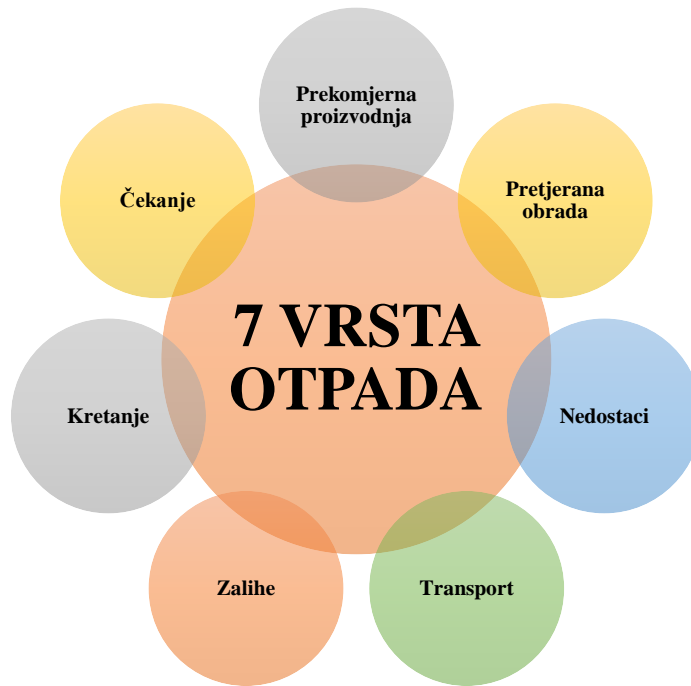 Prekomjerna
proizvodnja
Pretjerana
obrada
Čekanje
7 VRSTA
OTPADA
Kretanje
Nedostaci
Zalihe
Transport